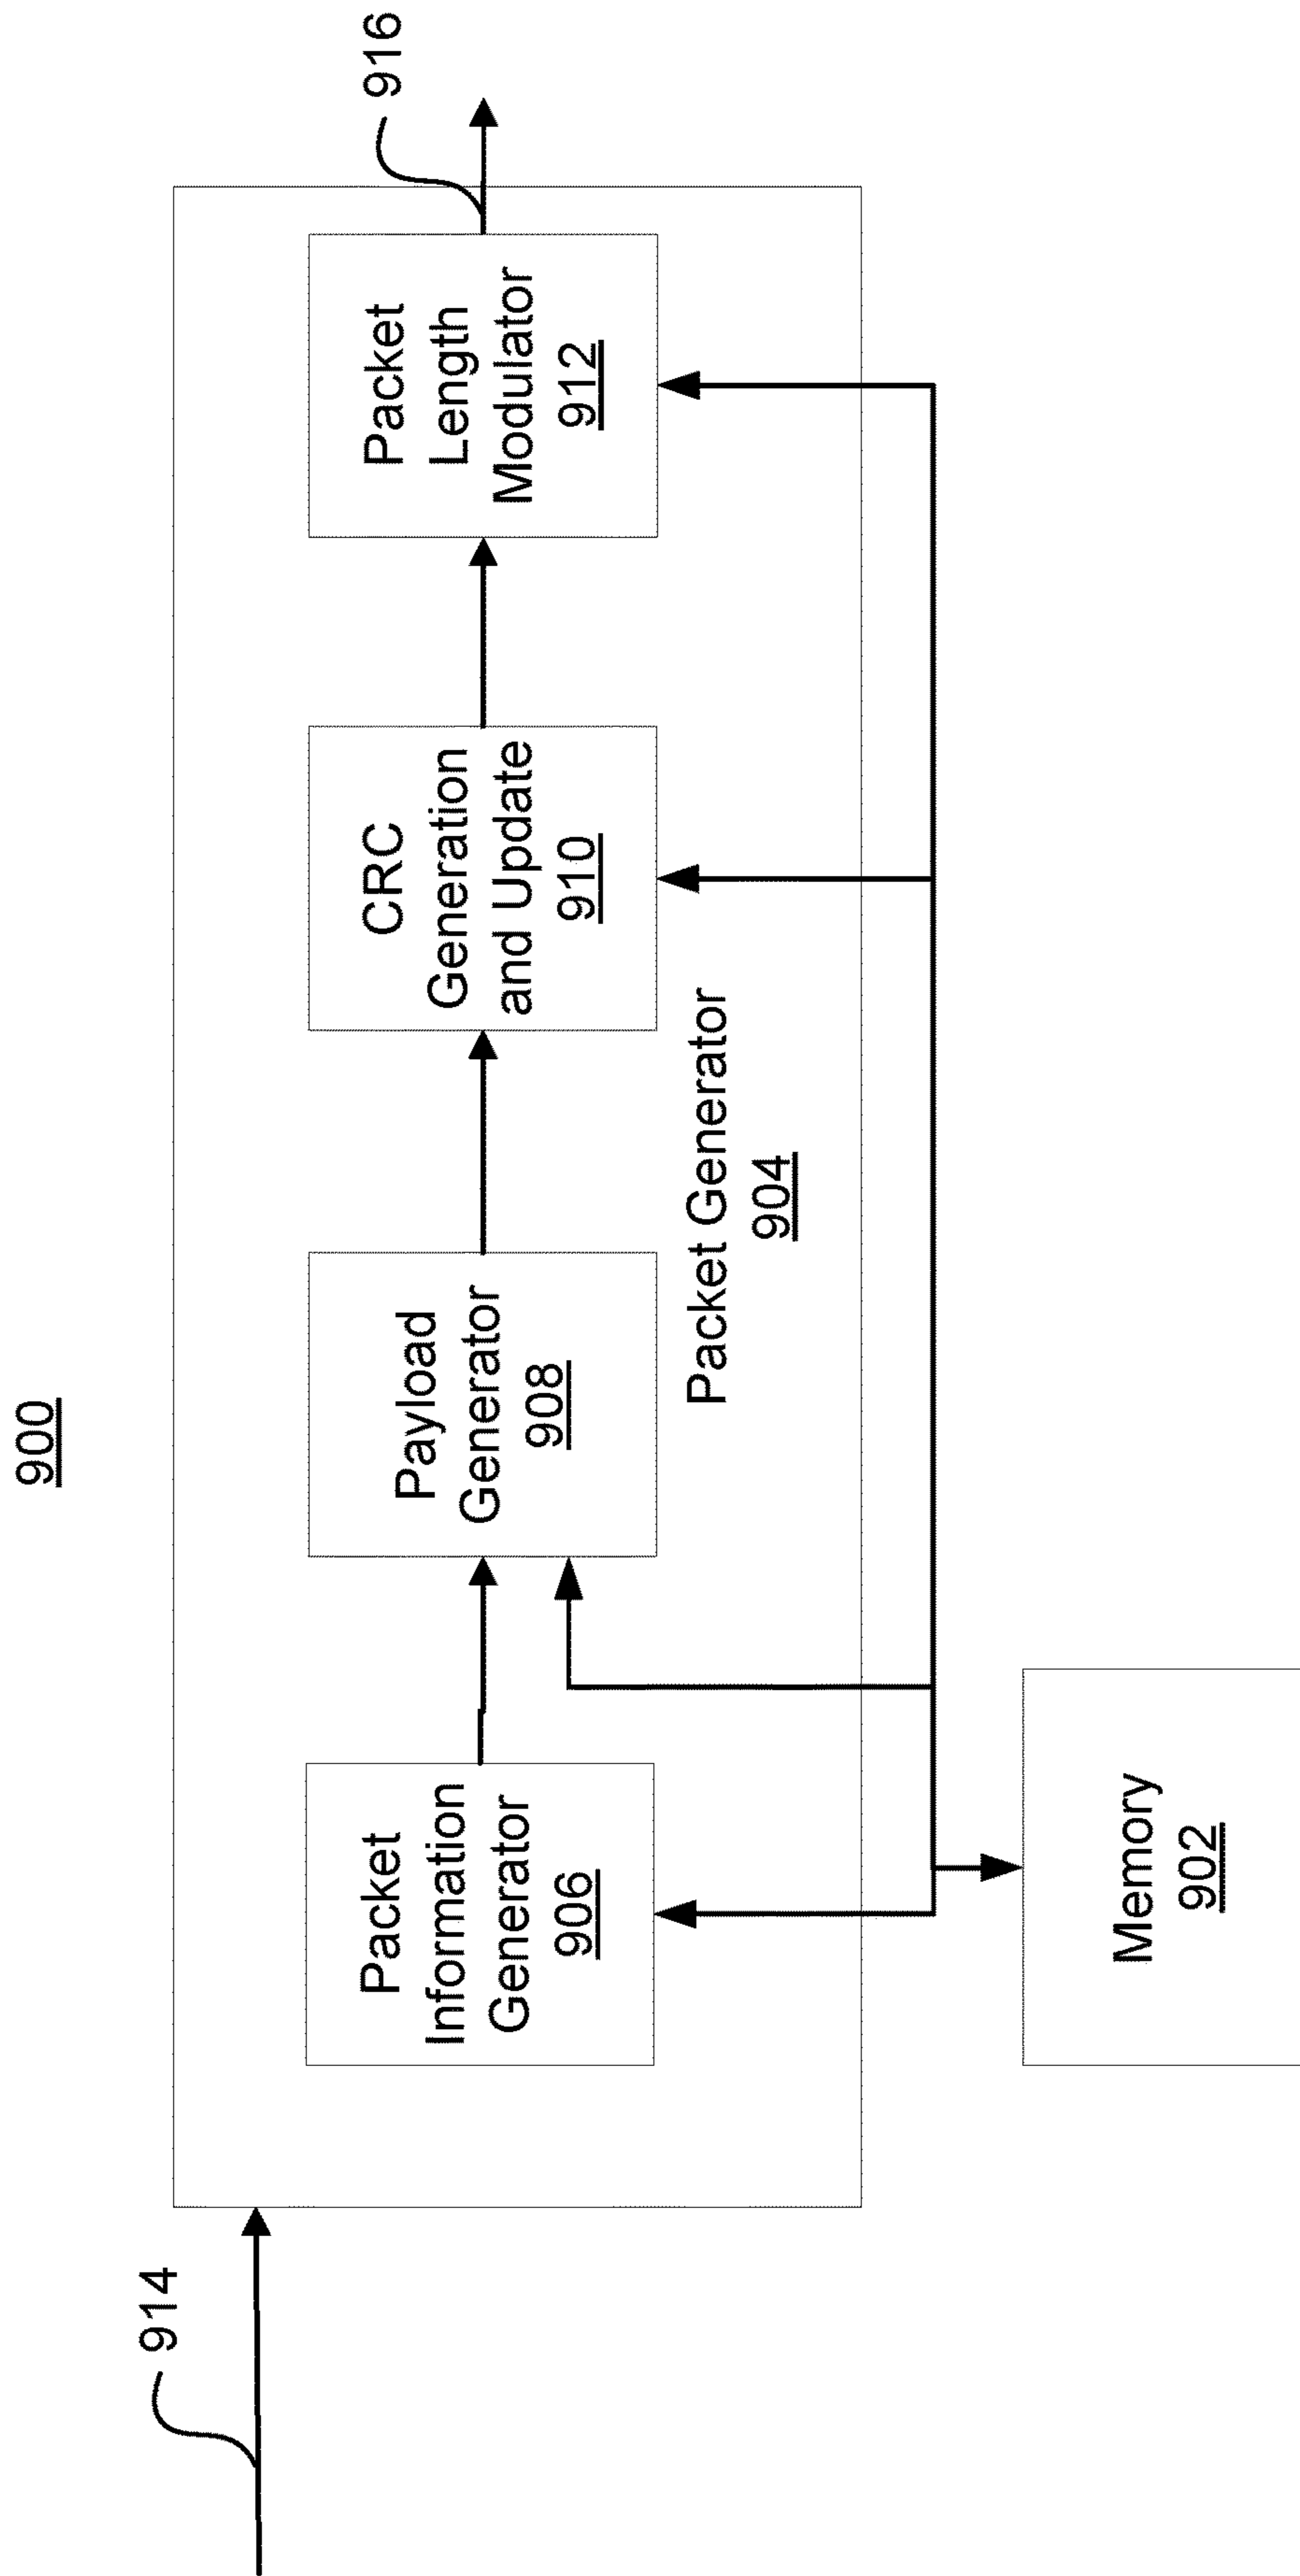 900
914
Packet
Information
Generator
906
Payload
Generator
908
CRC
Generation
and Update
910
Packet
Length
Modulator
912
916
Packet Generator
904
Memory
902